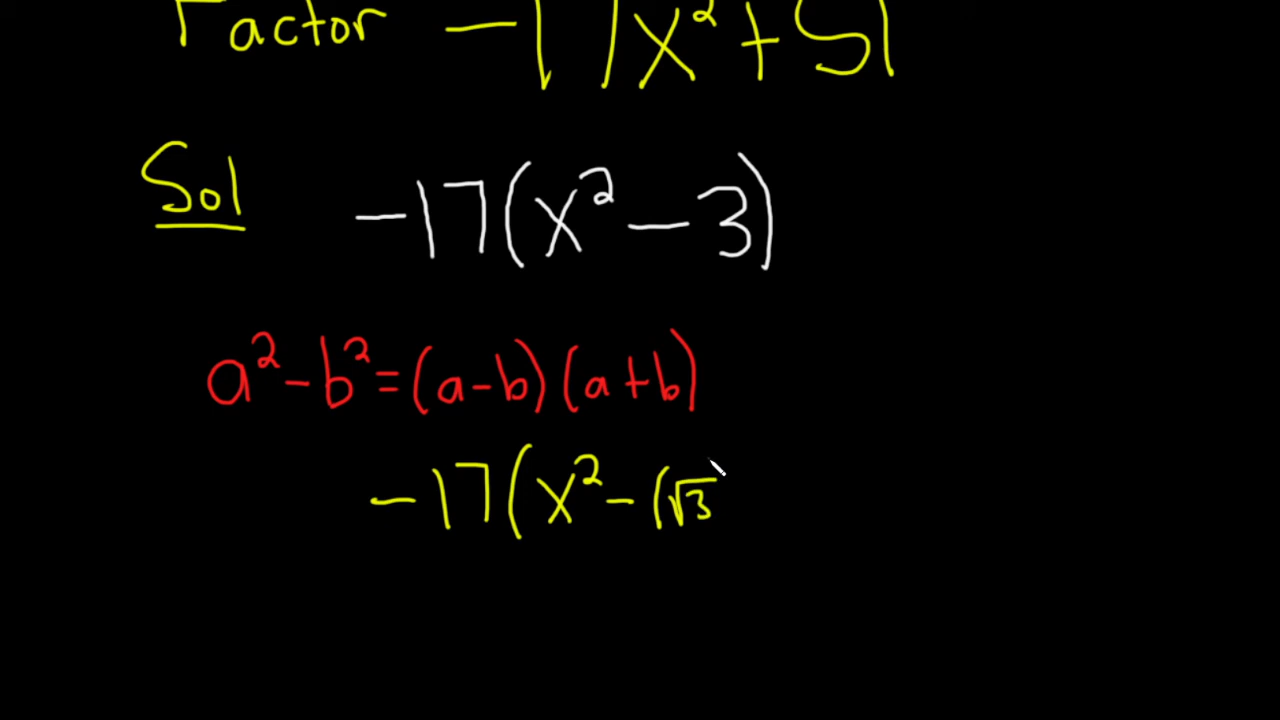 Factor -17x² + 51
Sol -17(x² - 3)
a² - b² = (a - b)(a + b)
-17(x² - (√3